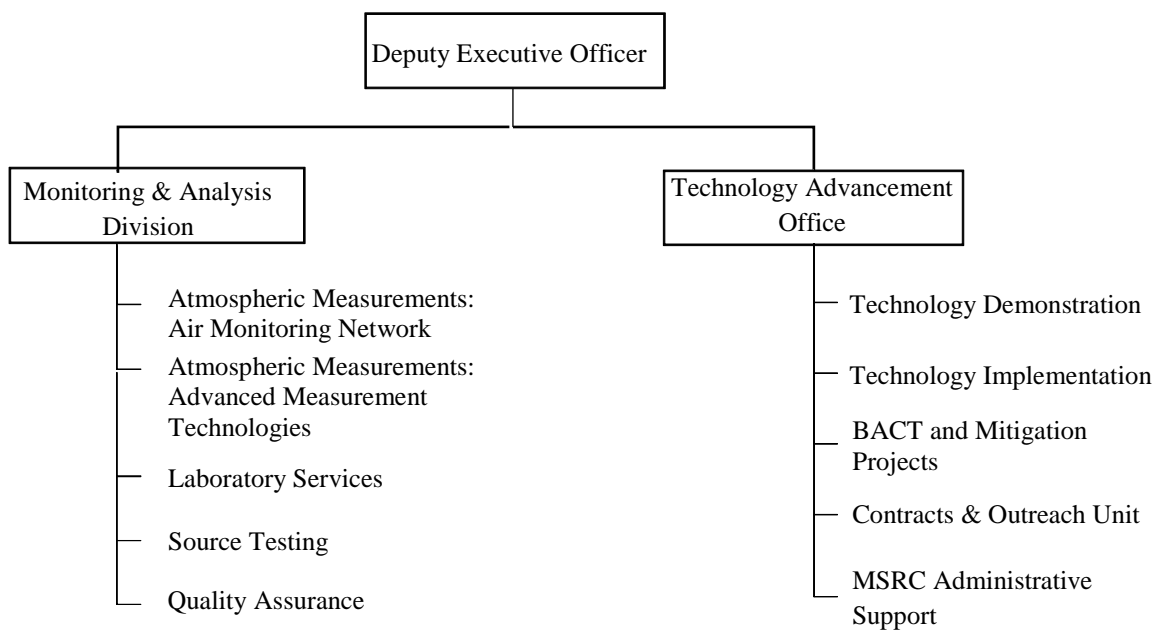 Deputy Executive Officer
Monitoring & Analysis
Division
Atmospheric Measurements:
Air Monitoring Network
Atmospheric Measurements:
Advanced Measurement
Technologies
Laboratory Services
Source Testing
Quality Assurance
Technology Advancement
Office
Technology Demonstration
Technology Implementation
BACT and Mitigation
Projects
Contracts & Outreach Unit
MSRC Administrative
Support